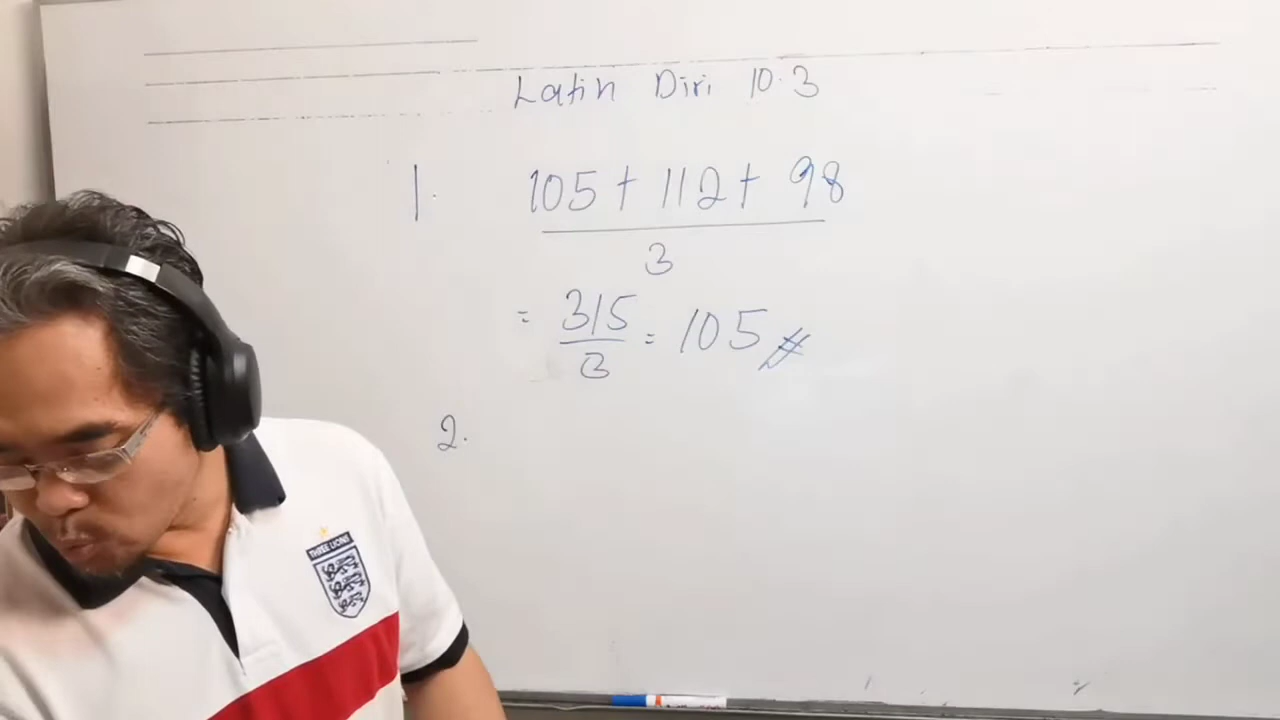 Latih Diri 10.3
1. 105 + 112 + 98
3
= 315/3 = 105
2.
THREE LIONS